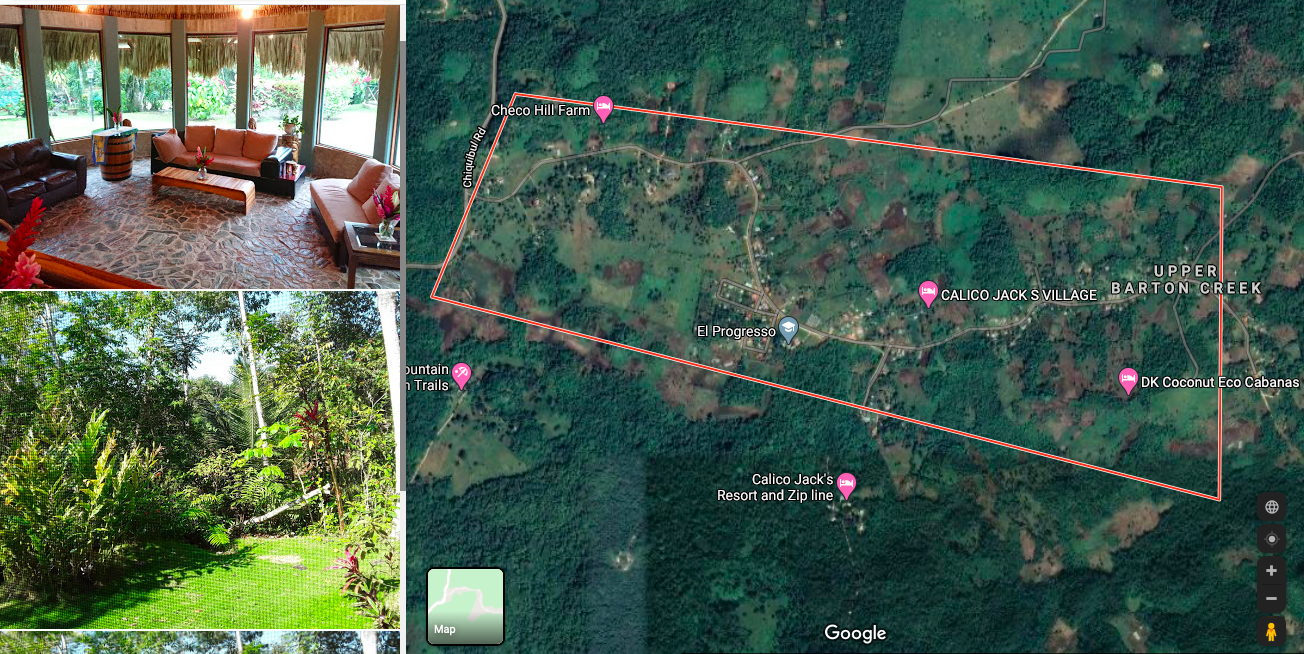 Checo Hill Farm
Chiquibul Rd
UPPER
BARTON CREEK
CALICO JACK S VILLAGE
El Progresso
ountain
n Trails
DK Coconut Eco Cabanas
Calico Jack's
Resort and Zip line
Map
Google